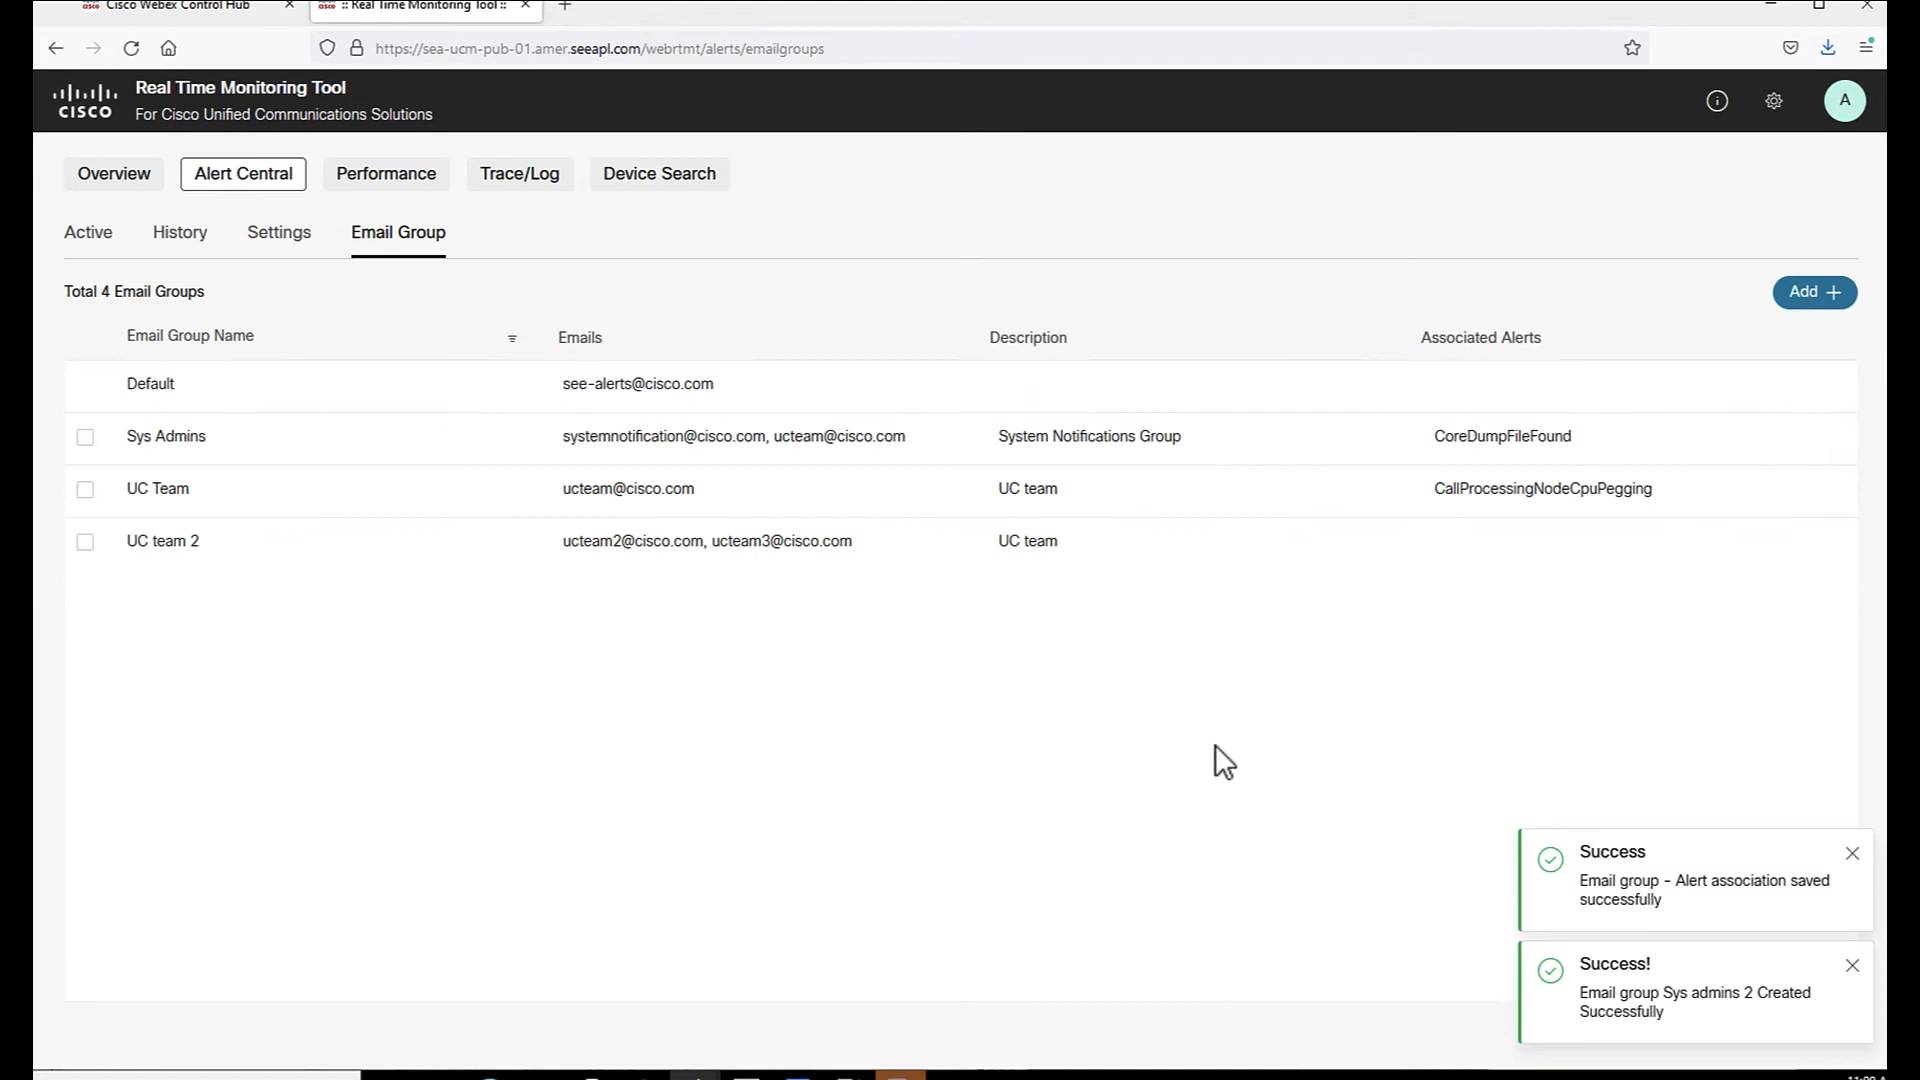 Cisco Webex Control Hub
:: Real Time Monitoring Tool ::
https://sea-ucm-pub-01.amer.seeapl.com/webrtmt/alerts/emailgroups
CISCO
Real Time Monitoring Tool
For Cisco Unified Communications Solutions
A
Overview Alert Central Performance Trace/Log Device Search
Active History Settings Email Group
Total 4 Email Groups
Add +
Email Group Name Emails Description Associated Alerts
Default see-alerts@cisco.com
Sys Admins systemnotification@cisco.com, ucteam@cisco.com System Notifications Group CoreDumpFileFound
UC Team ucteam@cisco.com UC team CallProcessingNodeCpuPegging
UC team 2 ucteam2@cisco.com, ucteam3@cisco.com UC team
Success
Email group - Alert association saved
successfully
Success!
Email group Sys admins 2 Created
Successfully